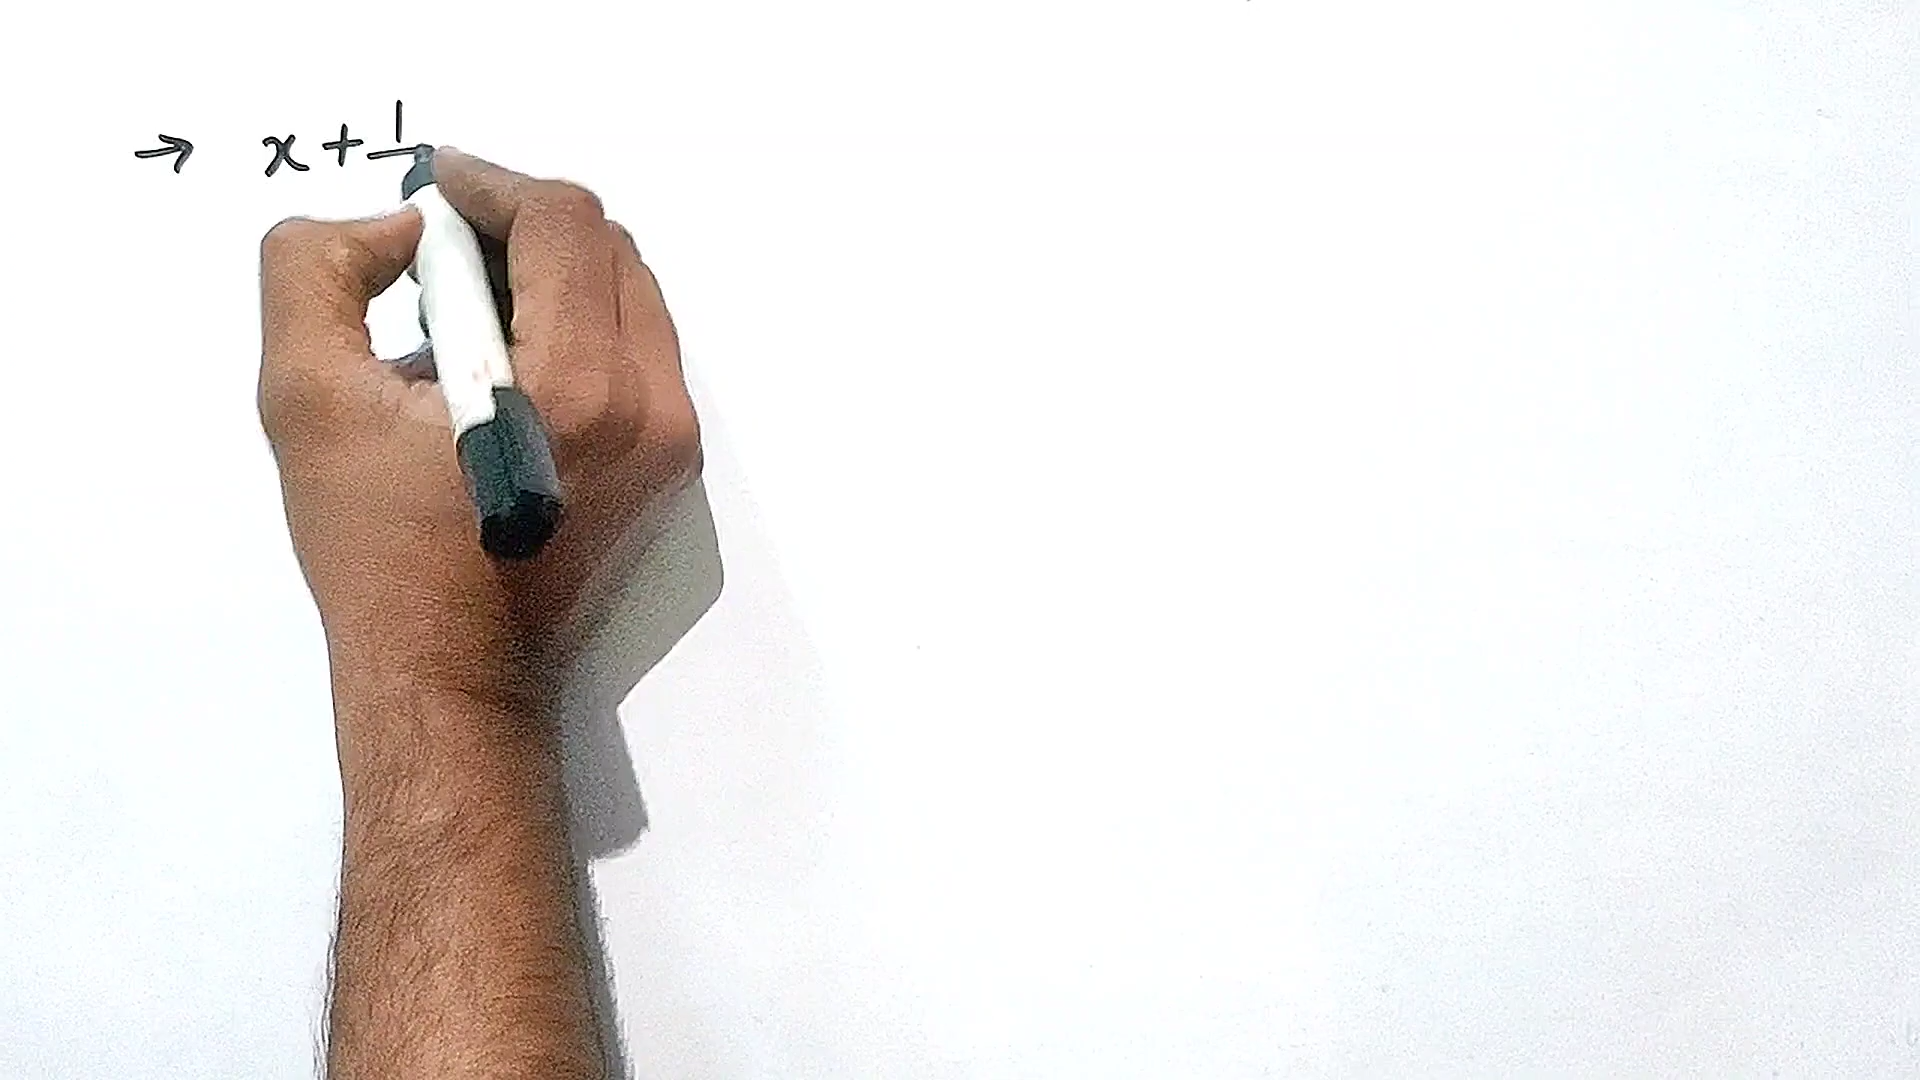 → x + 1/